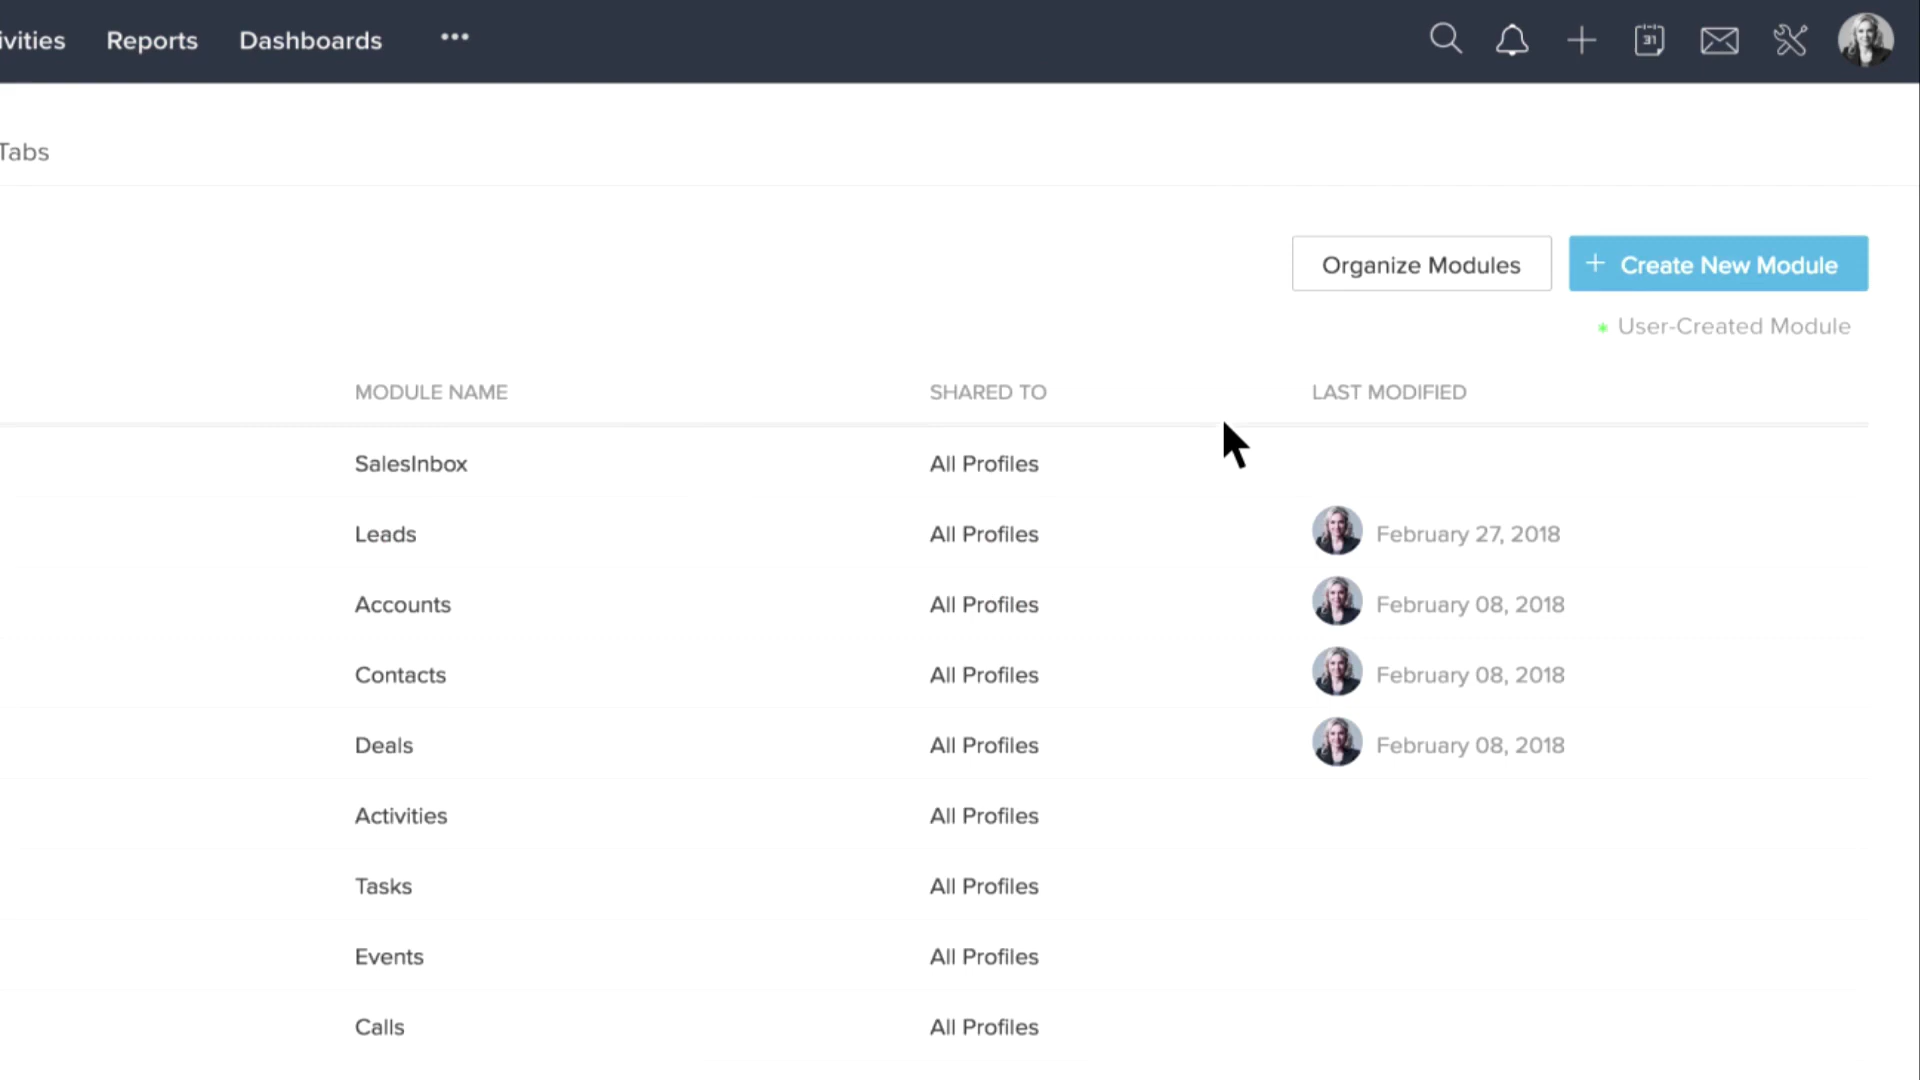 ivities Reports Dashboards •••
31
Tabs
Organize Modules + Create New Module
* User-Created Module
MODULE NAME SHARED TO LAST MODIFIED
SalesInbox All Profiles
Leads All Profiles February 27, 2018
Accounts All Profiles February 08, 2018
Contacts All Profiles February 08, 2018
Deals All Profiles February 08, 2018
Activities All Profiles
Tasks All Profiles
Events All Profiles
Calls All Profiles